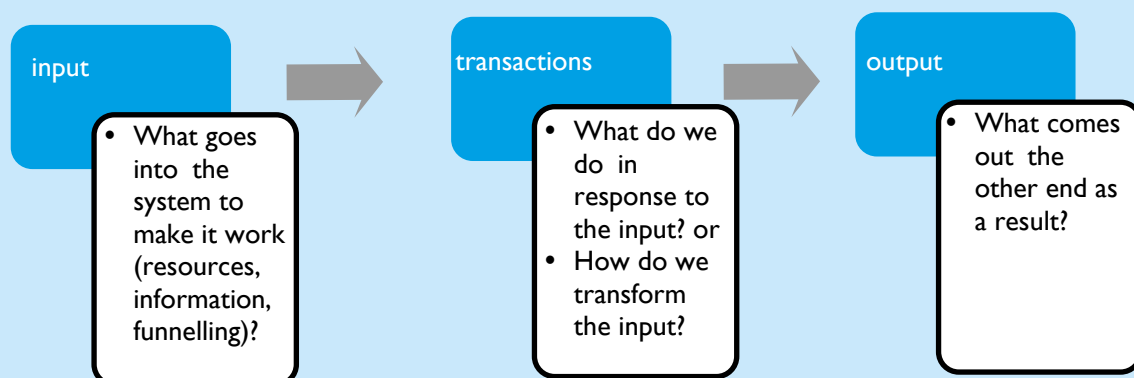 input
• What goes
into the
system to
make it work
(resources,
information,
funnelling)?
transactions
• What do we
do in
response to
the input? or
• How do we
transform
the input?
output
• What comes
out the
other end as
a result?